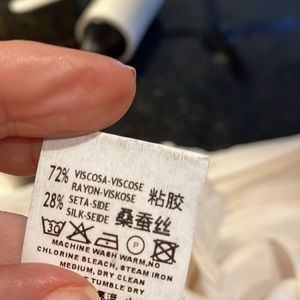 72% VISCOSA-VISCOSE 粘胶
RAYON-VISKOSE
28% SETA-SIDE 桑蚕丝
SILK-SEIDE
30 P
MACHINE WASH WARM,NO
CHLORINE BLEACH, STEAM IRON
MEDIUM, DRY CLEAN
TUMBLE DRY